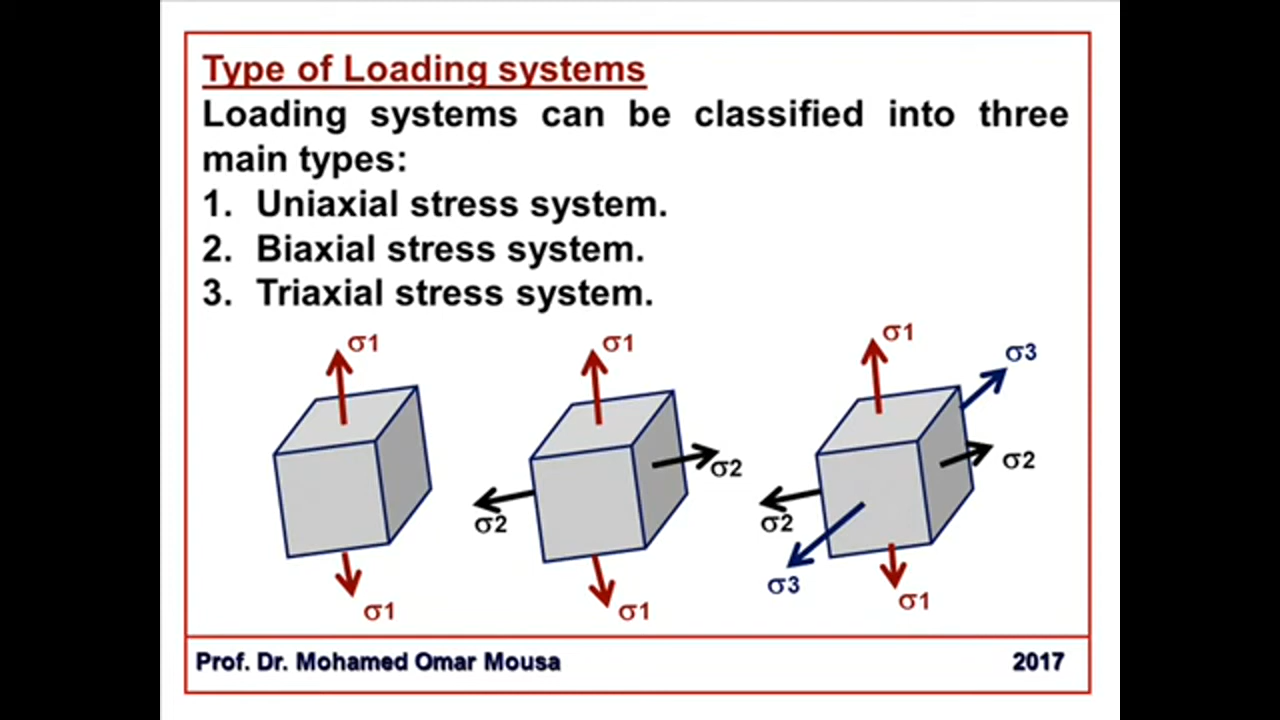 Type of Loading systems
Loading systems can be classified into three
main types:
1. Uniaxial stress system.
2. Biaxial stress system.
3. Triaxial stress system.
σ1
σ1
σ1
σ3
σ2
σ2
σ2
σ2
σ3
σ1
σ1
σ1
Prof. Dr. Mohamed Omar Mousa
2017